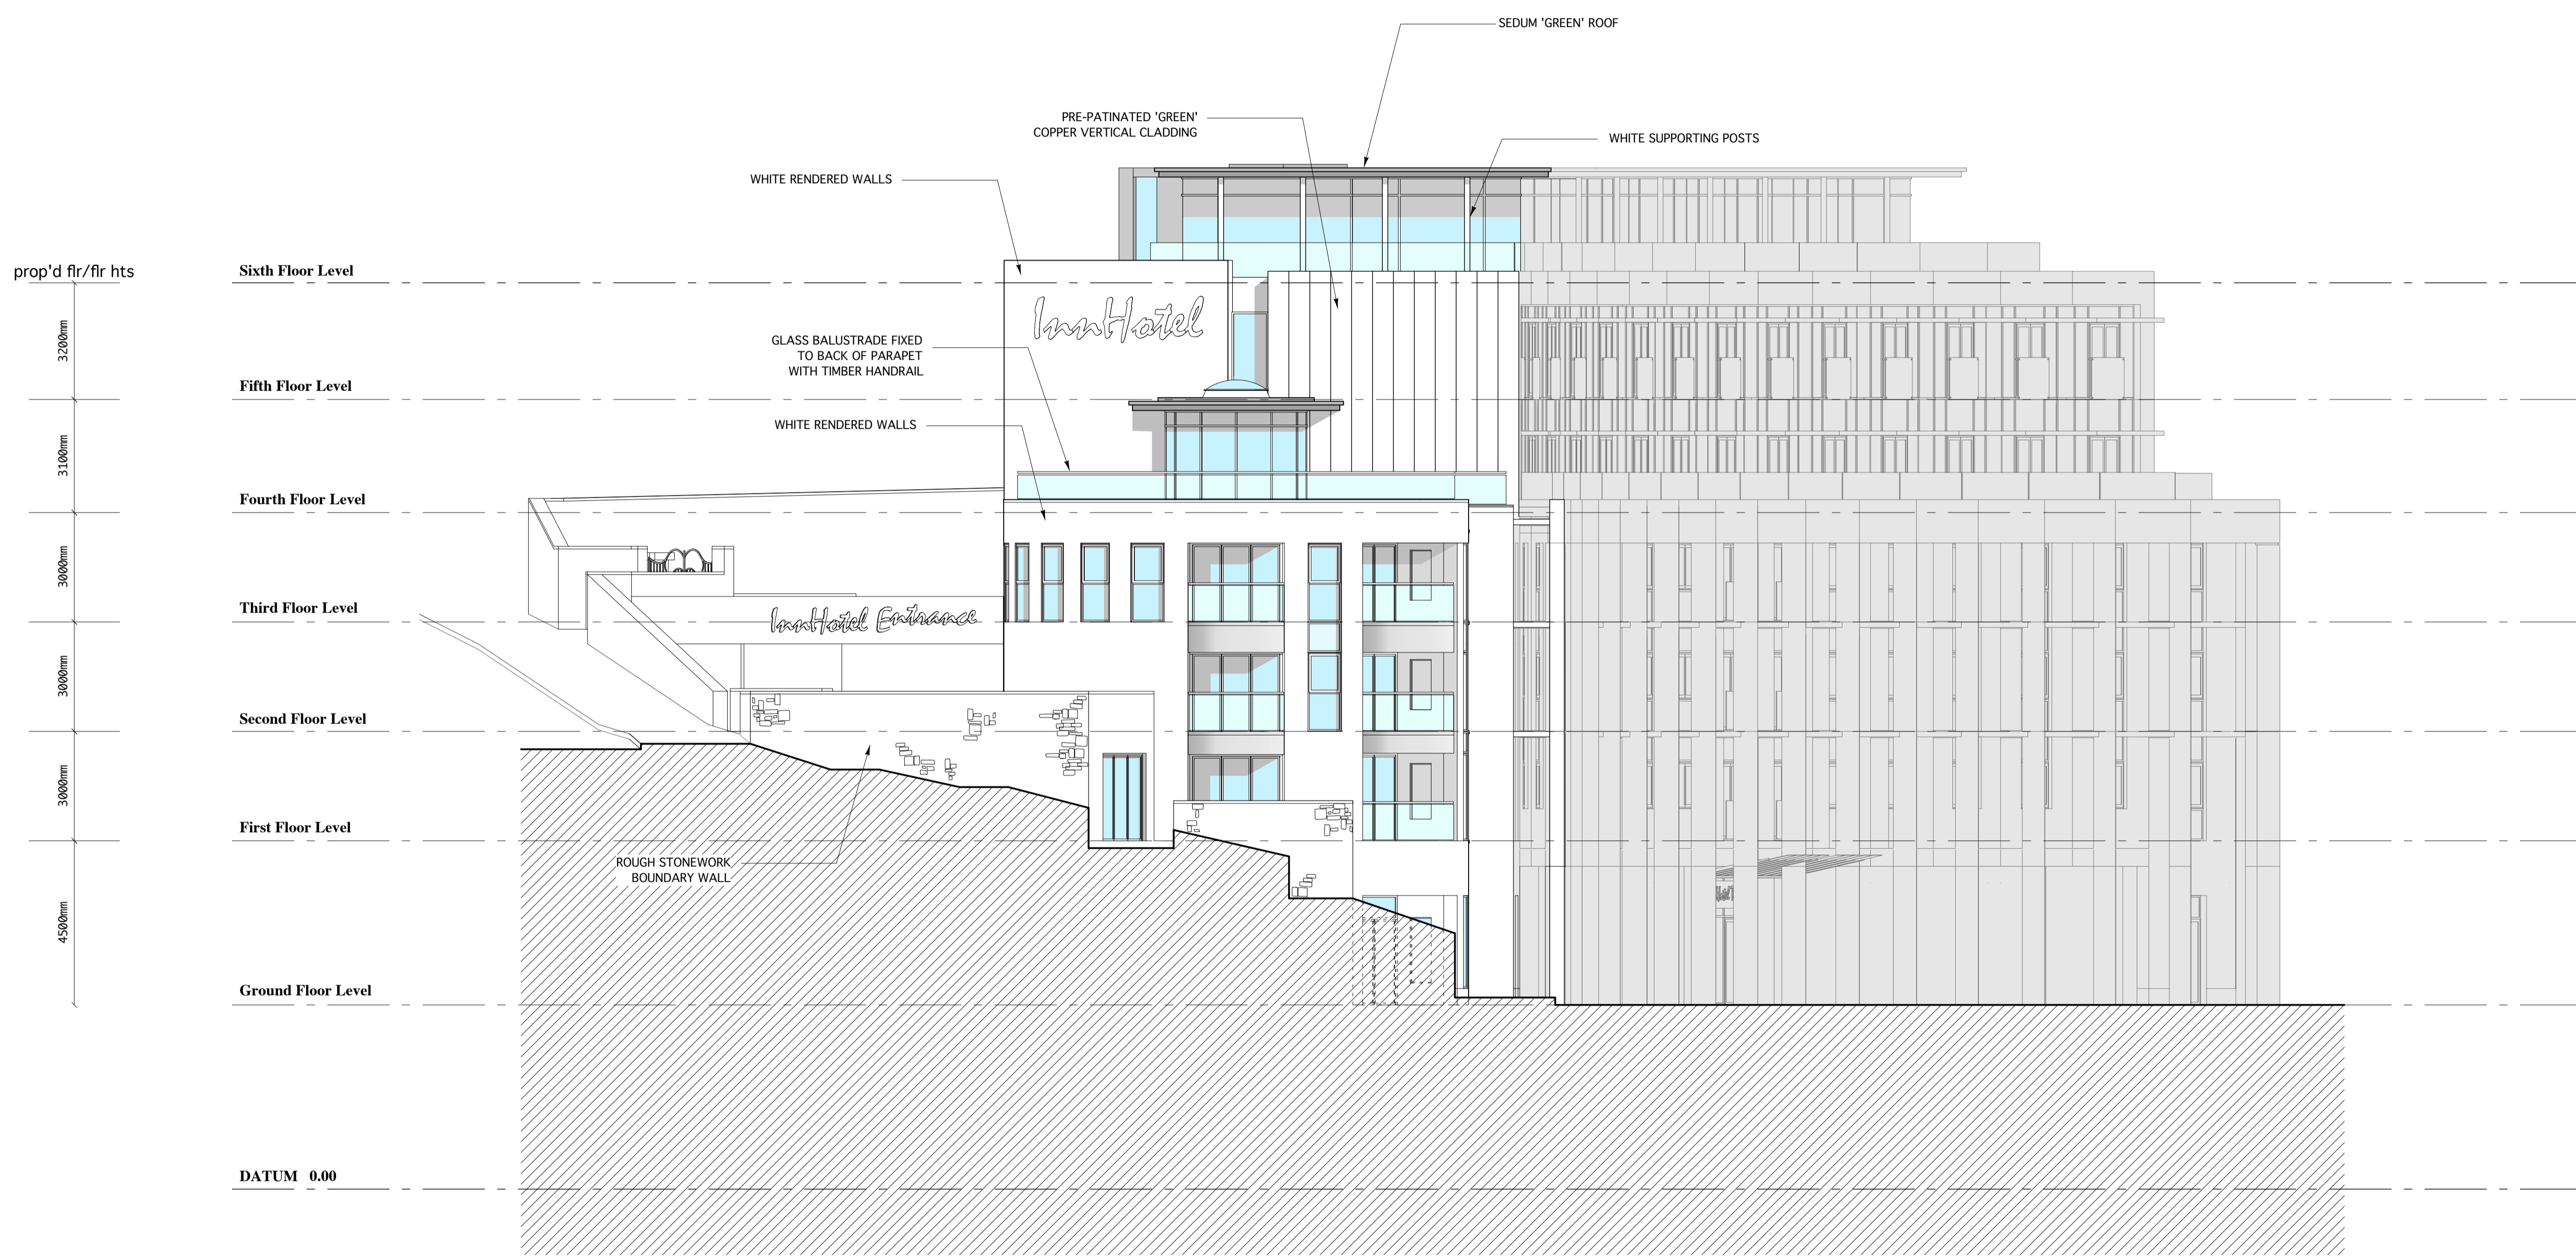 SEDUM 'GREEN' ROOF
PRE-PATINATED 'GREEN'
COPPER VERTICAL CLADDING
WHITE SUPPORTING POSTS
WHITE RENDERED WALLS
prop'd flr/flr hts
Sixth Floor Level
InnHotel
3200mm
GLASS BALUSTRADE FIXED
TO BACK OF PARAPET
WITH TIMBER HANDRAIL
Fifth Floor Level
WHITE RENDERED WALLS
3100mm
Fourth Floor Level
3000mm
Third Floor Level
InnHotel Entrance
3000mm
Second Floor Level
3000mm
First Floor Level
ROUGH STONEWORK
BOUNDARY WALL
4500mm
Ground Floor Level
DATUM 0.00